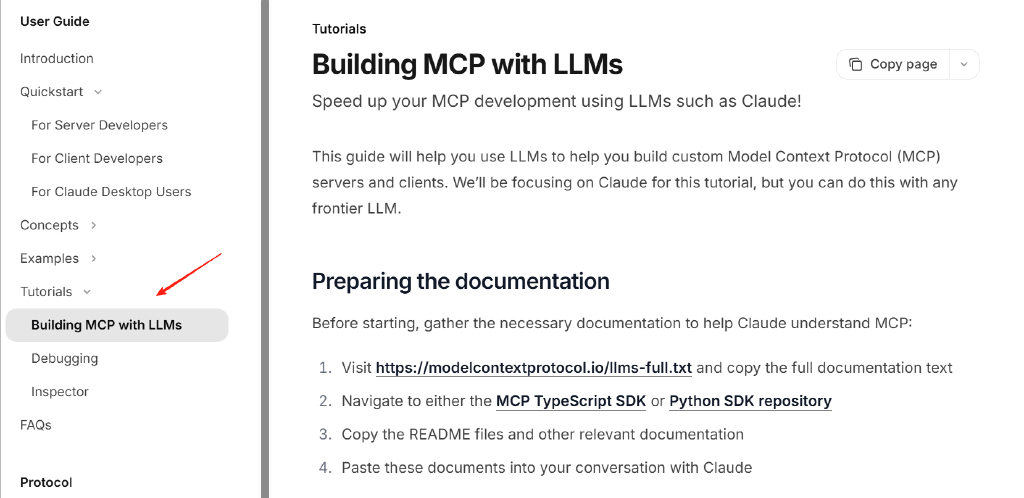 User Guide
Introduction
Quickstart
For Server Developers
For Client Developers
For Claude Desktop Users
Concepts
Examples
Tutorials
Building MCP with LLMs
Debugging
Inspector
FAQs
Protocol
Tutorials
Building MCP with LLMs
Copy page
Speed up your MCP development using LLMs such as Claude!
This guide will help you use LLMs to help you build custom Model Context Protocol (MCP)
servers and clients. We’ll be focusing on Claude for this tutorial, but you can do this with any
frontier LLM.
Preparing the documentation
Before starting, gather the necessary documentation to help Claude understand MCP:
1. Visit https://modelcontextprotocol.io/llms-full.txt and copy the full documentation text
2. Navigate to either the MCP TypeScript SDK or Python SDK repository
3. Copy the README files and other relevant documentation
4. Paste these documents into your conversation with Claude